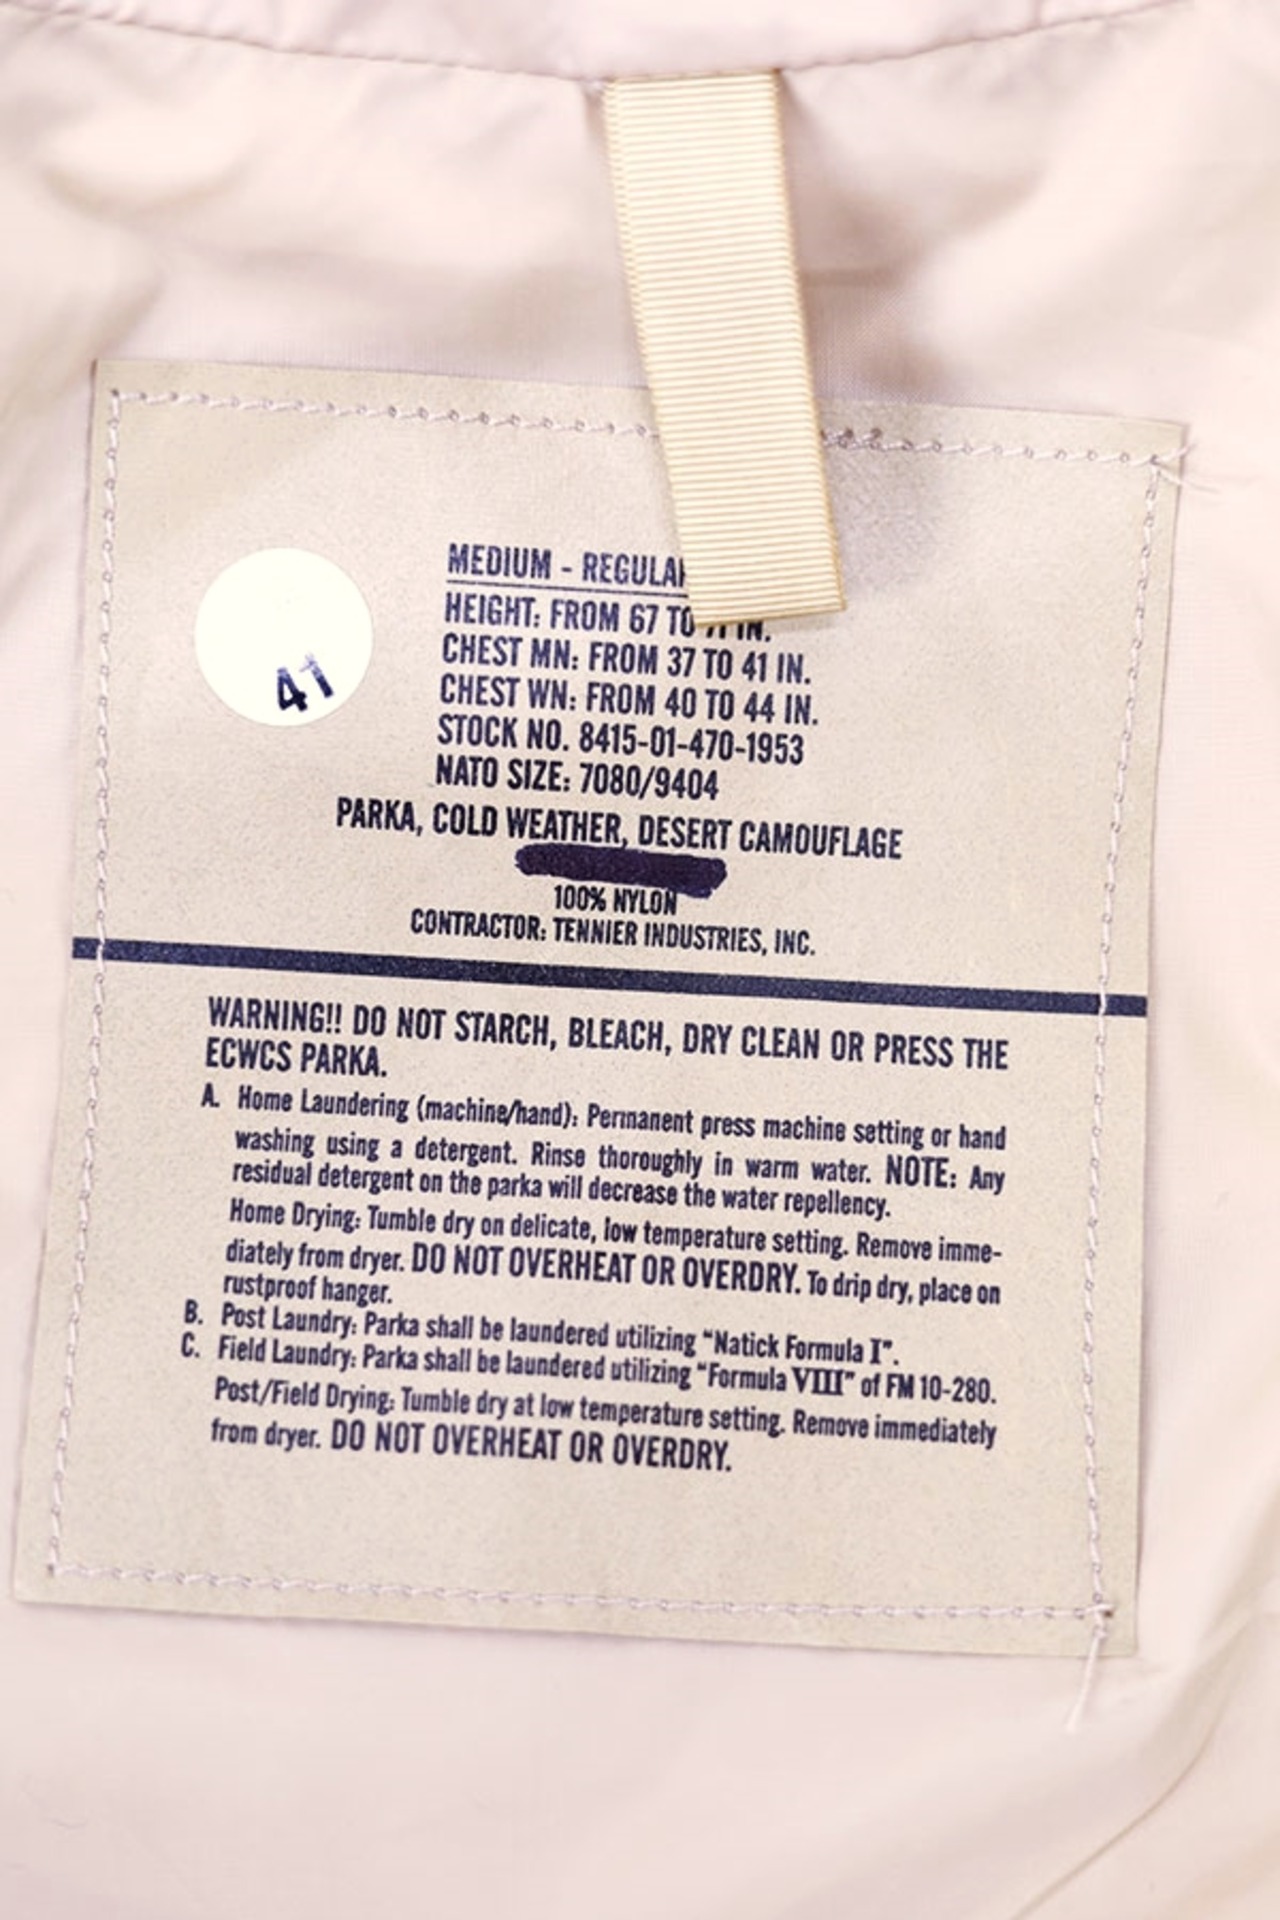 MEDIUM - REGULAR
HEIGHT: FROM 67 TO 71 IN.
CHEST MN: FROM 37 TO 41 IN.
CHEST WN: FROM 40 TO 44 IN.
STOCK NO. 8415-01-470-1953
NATO SIZE: 7080/9404
41
PARKA, COLD WEATHER, DESERT CAMOUFLAGE
100% NYLON
CONTRACTOR: TENNIER INDUSTRIES, INC.
WARNING!! DO NOT STARCH, BLEACH, DRY CLEAN OR PRESS THE
ECWCS PARKA.
A. Home Laundering (machine/hand): Permanent press machine setting or hand
washing using a detergent. Rinse thoroughly in warm water. NOTE: Any
residual detergent on the parka will decrease the water repellency.
Home Drying: Tumble dry on delicate, low temperature setting. Remove imme-
diately from dryer. DO NOT OVERHEAT OR OVERDRY. To drip dry, place on
rustproof hanger.
B. Post Laundry: Parka shall be laundered utilizing "Natick Formula I".
C. Field Laundry: Parka shall be laundered utilizing "Formula VIII" of FM 10-280.
Post/Field Drying: Tumble dry at low temperature setting. Remove immediately
from dryer. DO NOT OVERHEAT OR OVERDRY.